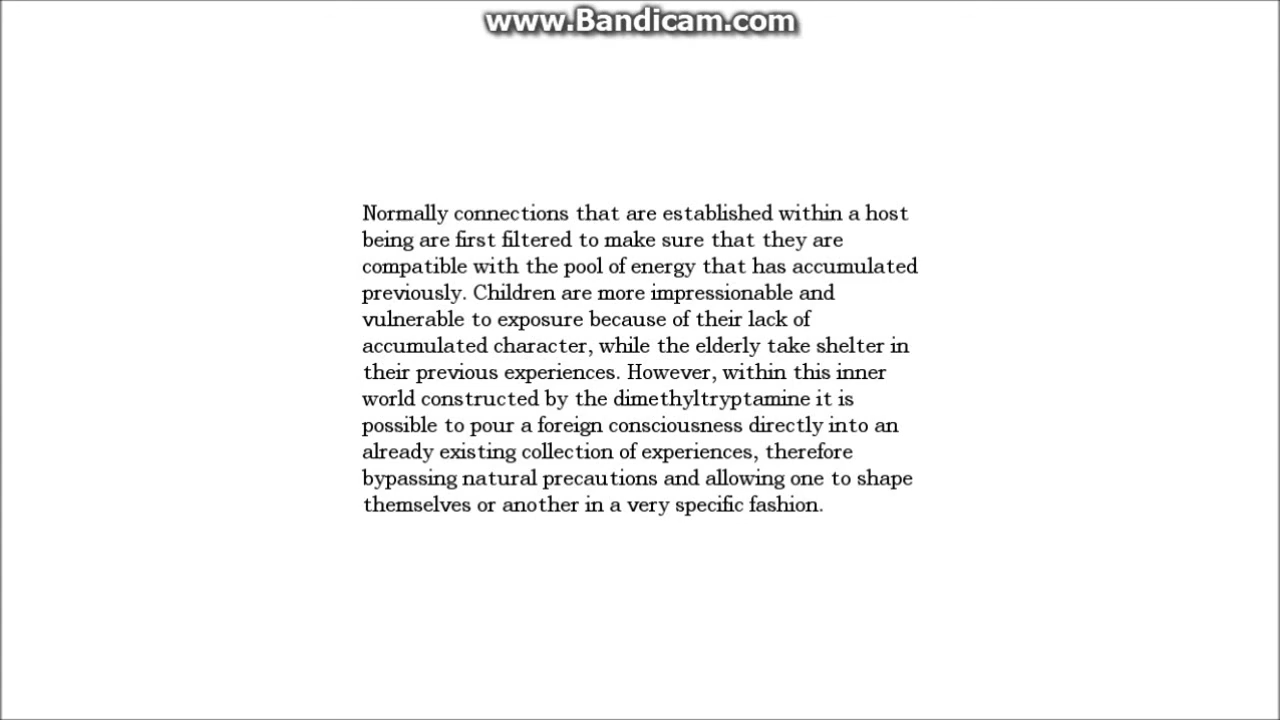 www.Bandicam.com
Normally connections that are established within a host
being are first filtered to make sure that they are
compatible with the pool of energy that has accumulated
previously. Children are more impressionable and
vulnerable to exposure because of their lack of
accumulated character, while the elderly take shelter in
their previous experiences. However, within this inner
world constructed by the dimethyltryptamine it is
possible to pour a foreign consciousness directly into an
already existing collection of experiences, therefore
bypassing natural precautions and allowing one to shape
themselves or another in a very specific fashion.